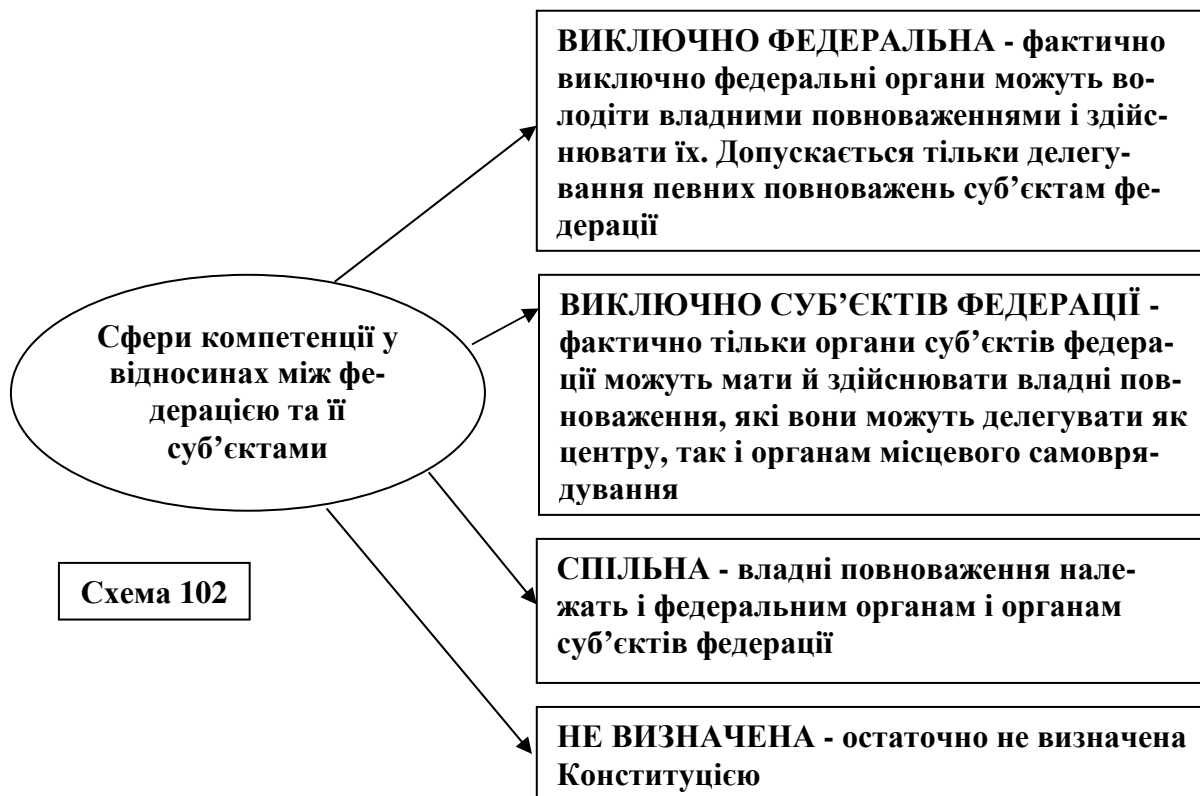 ВИКЛЮЧНО ФЕДЕРАЛЬНА - фактично
виключно федеральні органи можуть во-
лодіти владними повноваженнями і здійс-
нювати їх. Допускається тільки делегу-
вання певних повноважень суб’єктам фе-
дерації
Сфери компетенції у
відносинах між фе-
дерацією та її
суб’єктами
ВИКЛЮЧНО СУБ’ЄКТІВ ФЕДЕРАЦІЇ -
фактично тільки органи суб’єктів федера-
ції можуть мати й здійснювати владні пов-
новаження, які вони можуть делегувати як
центру, так і органам місцевого самовря-
дування
СПІЛЬНА - владні повноваження нале-
жать і федеральним органам і органам
суб’єктів федерації
Схема 102
НЕ ВИЗНАЧЕНА - остаточно не визначена
Конституцією